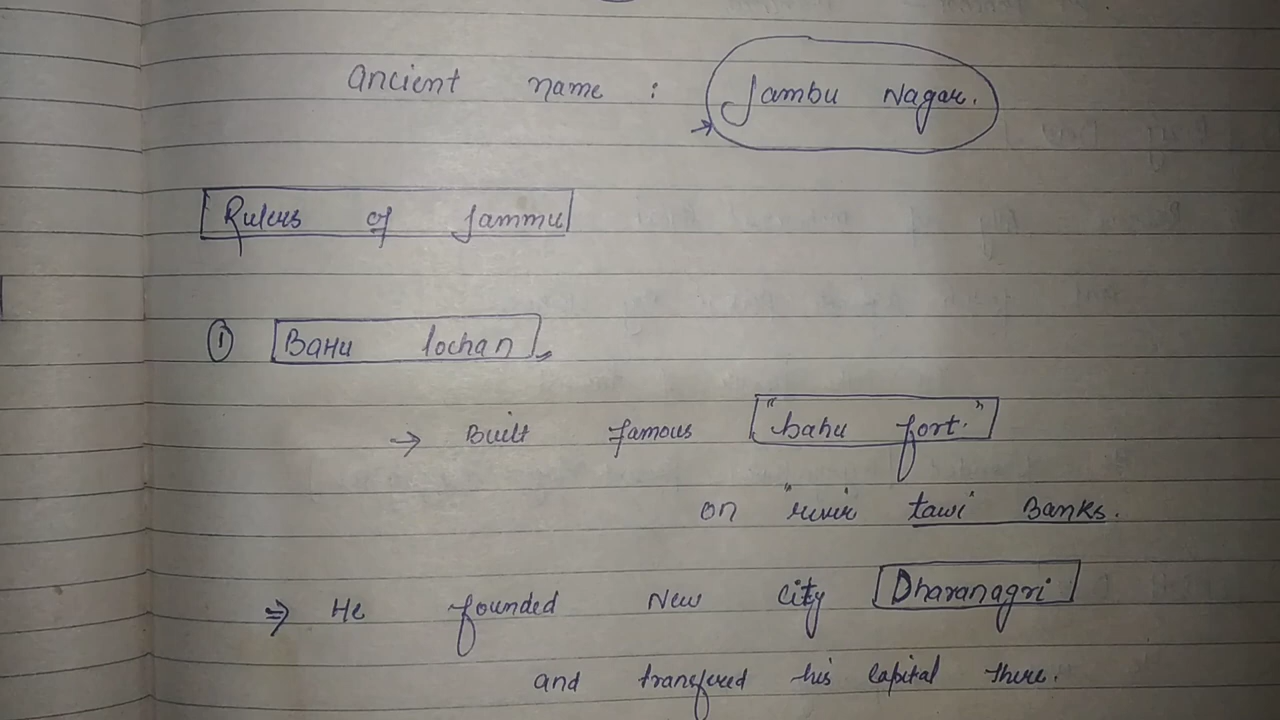 Ancient name : Jambu Nagar.
Rulers of Jammu
① Bahu lochan
→ Built famous "bahu fort."
on "river tawi Banks.
⇒ He founded New City Dharanagri
and transfered his capital there.